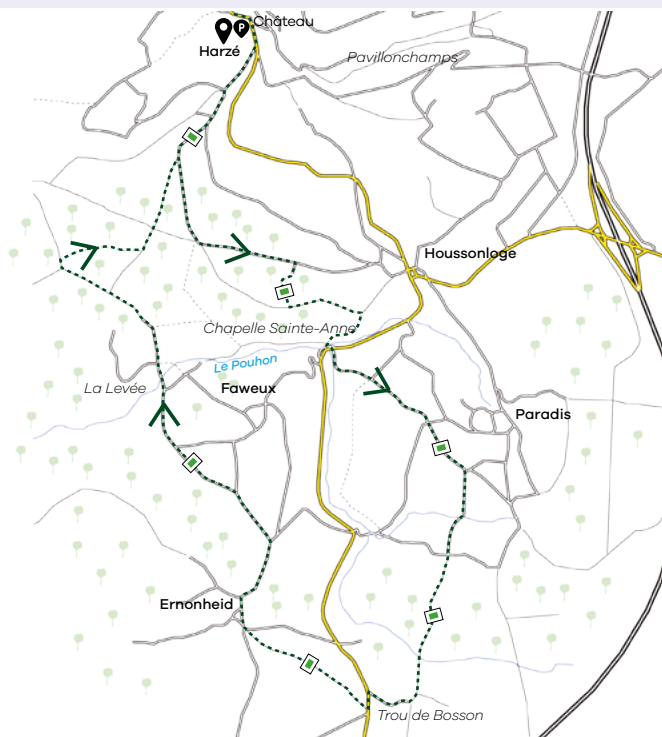 Château
P
Harzé
Pavillonchamps
Houssonloge
Chapelle Sainte-Anne
Le Pouhon
La Levée
Faweux
Paradis
Ernonheid
Trou de Bosson